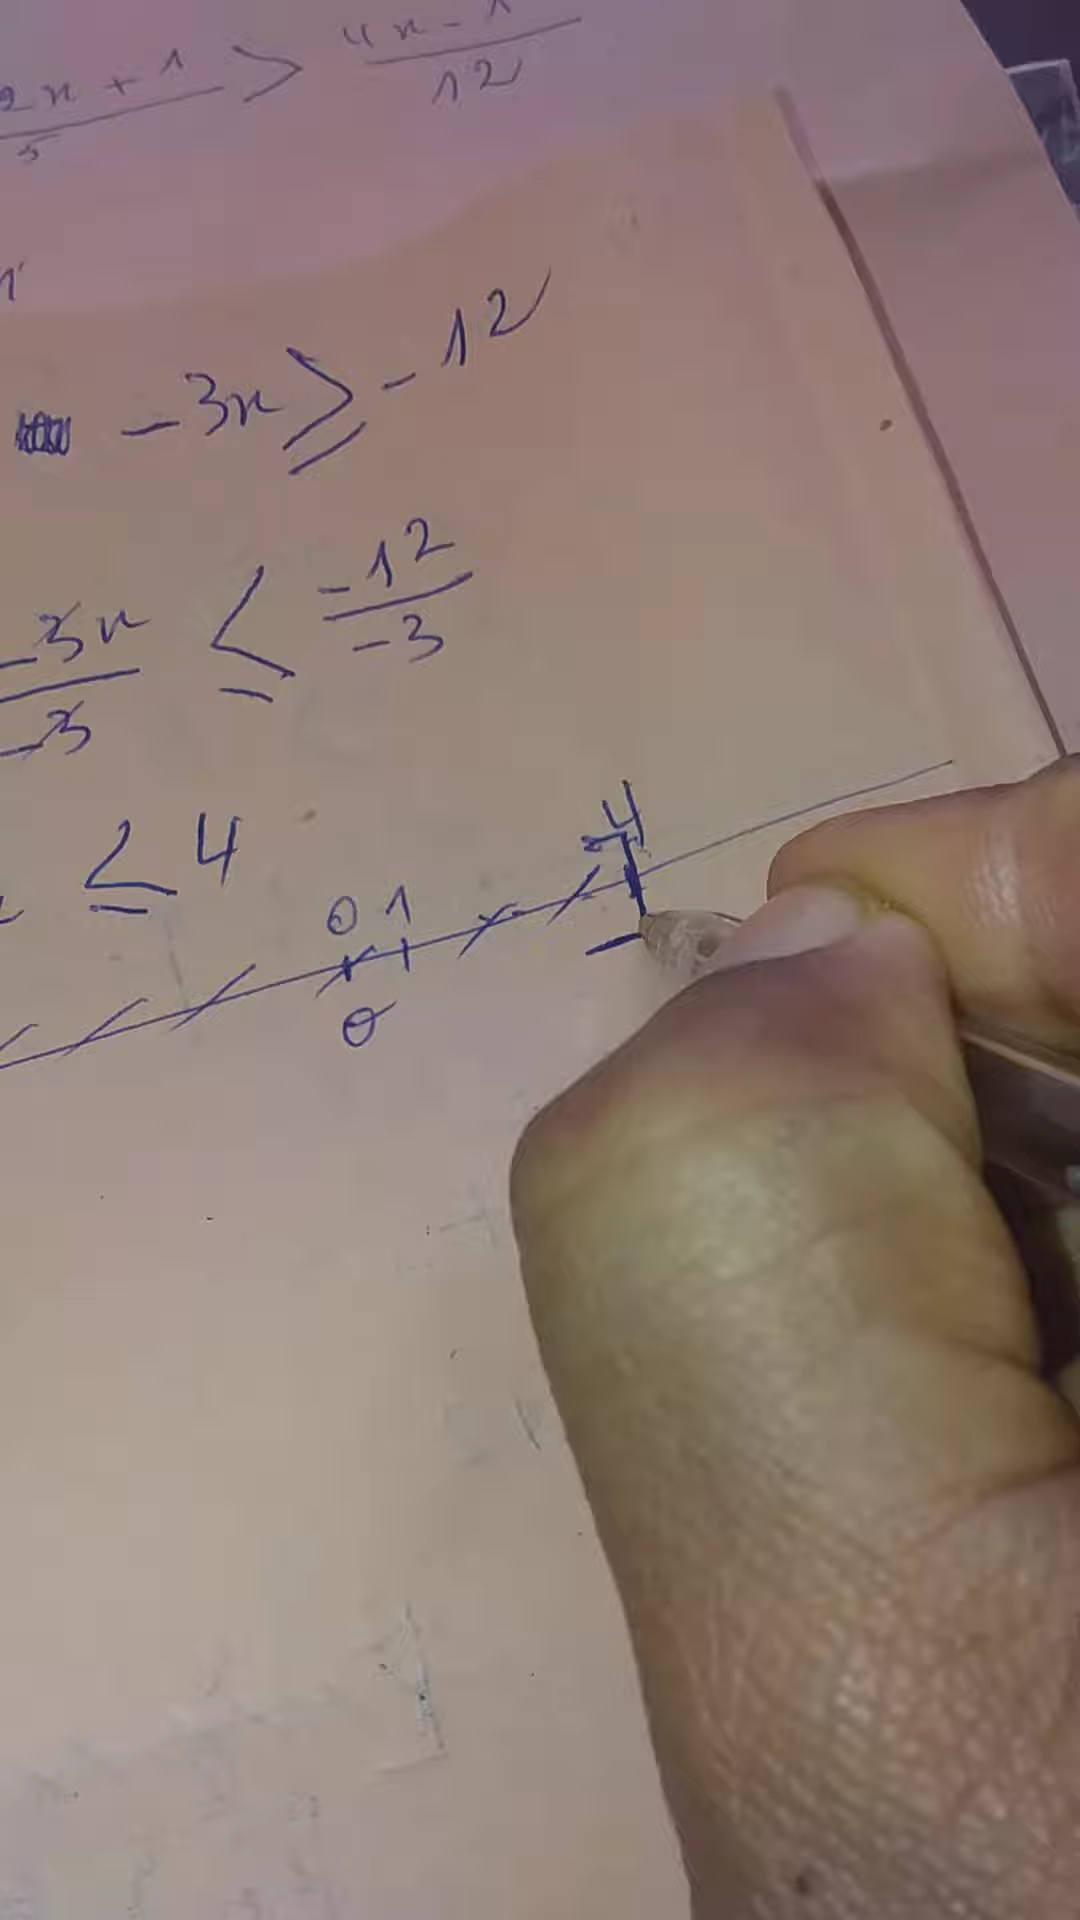 2x + 1 > 4x - 1
5 12
- 3x ≥ - 12
-3x ≤ -12
-3 -3
≤ 4
4
0 1
0